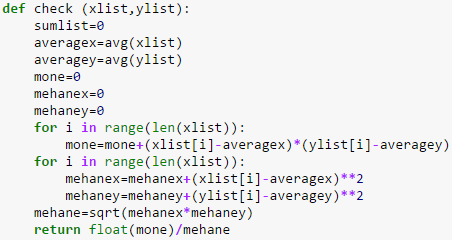 def check (xlist,ylist):
    sumlist=0
    averagex=avg(xlist)
    averagey=avg(ylist)
    mone=0
    mehanex=0
    mehaney=0
    for i in range(len(xlist)):
        mone=mone+(xlist[i]-averagex)*(ylist[i]-averagey)
    for i in range(len(xlist)):
        mehanex=mehanex+(xlist[i]-averagex)**2
        mehaney=mehaney+(ylist[i]-averagey)**2
    mehane=sqrt(mehanex*mehaney)
    return float(mone)/mehane